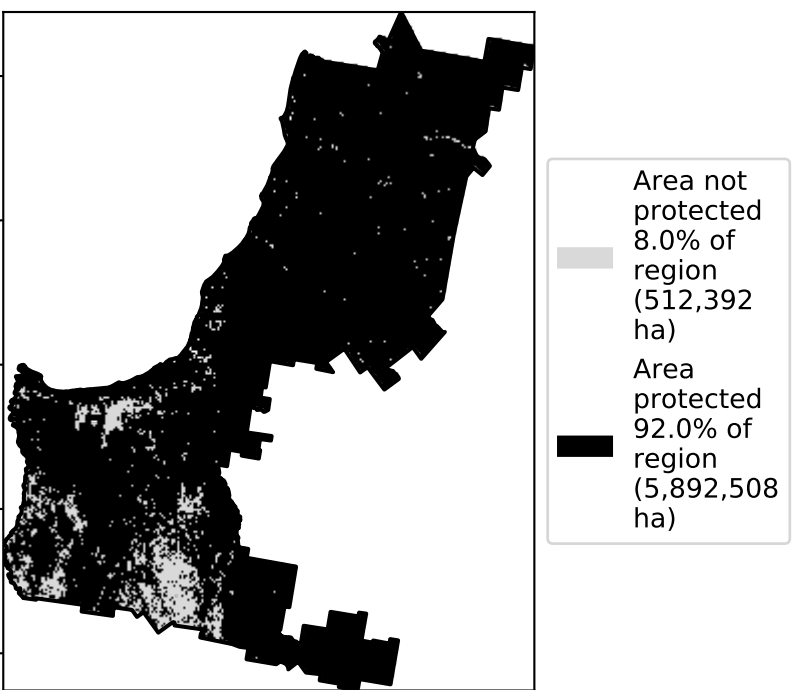 Area not
protected
8.0% of
region
(512,392
ha)
Area
protected
92.0% of
region
(5,892,508
ha)